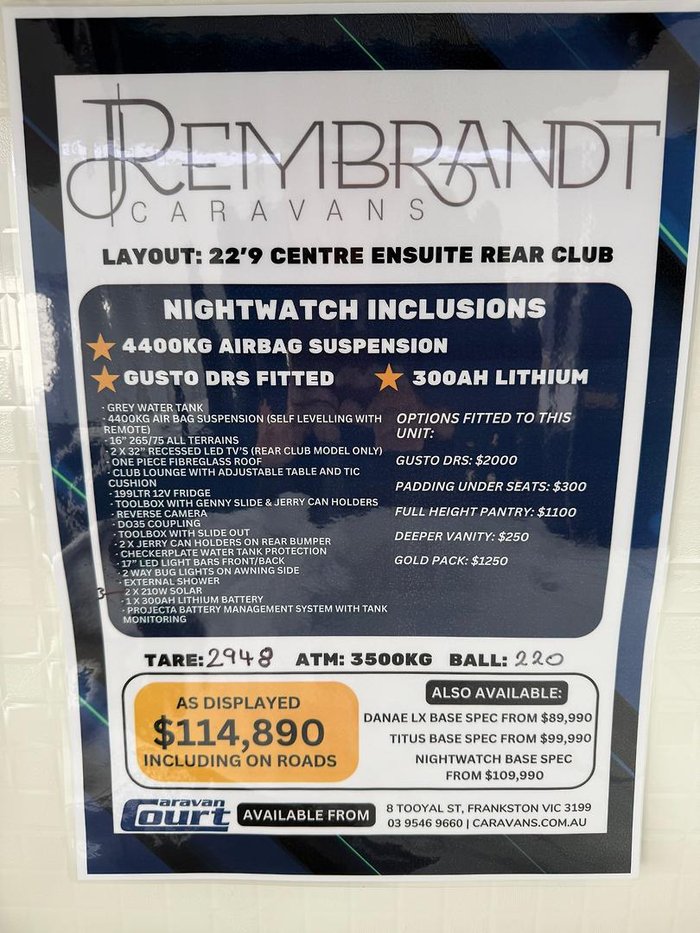 REMBRANDT
CARAVANS
LAYOUT: 22'9 CENTRE ENSUITE REAR CLUB
NIGHTWATCH INCLUSIONS
4400KG AIRBAG SUSPENSION
GUSTO DRS FITTED
300AH LITHIUM
- GREY WATER TANK
- 4400KG AIR BAG SUSPENSION (SELF LEVELLING WITH
REMOTE)
- 16" 265/75 ALL TERRAINS
- 2 X 32" RECESSED LED TV'S (REAR CLUB MODEL ONLY)
- ONE PIECE FIBREGLASS ROOF
- CLUB LOUNGE WITH ADJUSTABLE TABLE AND TIC
CUSHION
- 199LTR 12V FRIDGE
- TOOLBOX WITH GENNY SLIDE & JERRY CAN HOLDERS
- REVERSE CAMERA
- DO35 COUPLING
- TOOLBOX WITH SLIDE OUT
- 2 X JERRY CAN HOLDERS ON REAR BUMPER
- CHECKERPLATE WATER TANK PROTECTION
- 17" LED LIGHT BARS FRONT/BACK
- 2 WAY BUG LIGHTS ON AWNING SIDE
- EXTERNAL SHOWER
3 - 2 X 210W SOLAR
- 1 X 300AH LITHIUM BATTERY
- PROJECTA BATTERY MANAGEMENT SYSTEM WITH TANK
MONITORING
OPTIONS FITTED TO THIS
UNIT:
GUSTO DRS: $2000
PADDING UNDER SEATS: $300
FULL HEIGHT PANTRY: $1100
DEEPER VANITY: $250
GOLD PACK: $1250
TARE: 2948 ATM: 3500KG BALL: 220
AS DISPLAYED
$114,890
INCLUDING ON ROADS
ALSO AVAILABLE:
DANAE LX BASE SPEC FROM $89,990
TITUS BASE SPEC FROM $99,990
NIGHTWATCH BASE SPEC
FROM $109,990
Caravan
Court
AVAILABLE FROM
8 TOOYAL ST, FRANKSTON VIC 3199
03 9546 9660 | CARAVANS.COM.AU